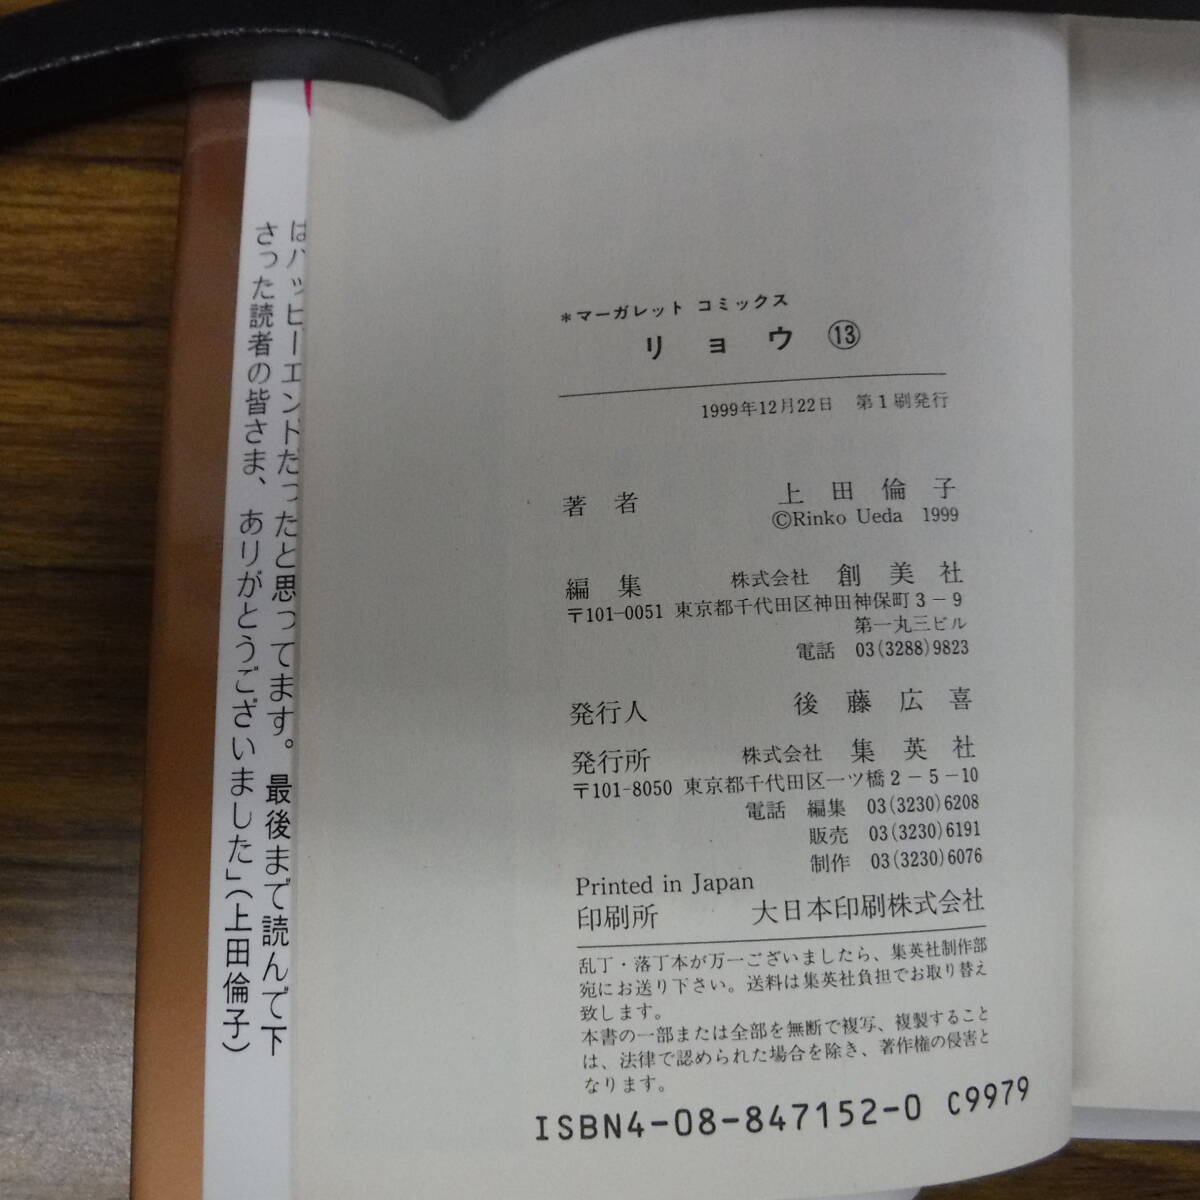 *マーガレット コミックス
リョウ ⑬
1999年12月22日 第1刷発行
著者 上田倫子
©Rinko Ueda 1999
編集 株式会社 創美社
〒101-0051 東京都千代田区神田神保町3-9
第一丸三ビル
電話 03(3288)9823
発行人 後藤広喜
発行所 株式会社 集英社
〒101-8050 東京都千代田区一ツ橋2-5-10
電話 編集 03(3230)6208
販売 03(3230)6191
制作 03(3230)6076
Printed in Japan
印刷所 大日本印刷株式会社
乱丁・落丁本が万一ございましたら、集英社制作部
宛にお送り下さい。送料は集英社負担でお取り替え
致します。
本書の一部または全部を無断で複写、複製すること
は、法律で認められた場合を除き、著作権の侵害と
なります。
ISBN4-08-847152-0 C9979
はハッピーエンドだったと思ってます。最後まで読んで下
さった読者の皆さま、ありがとうございました」(上田倫子)